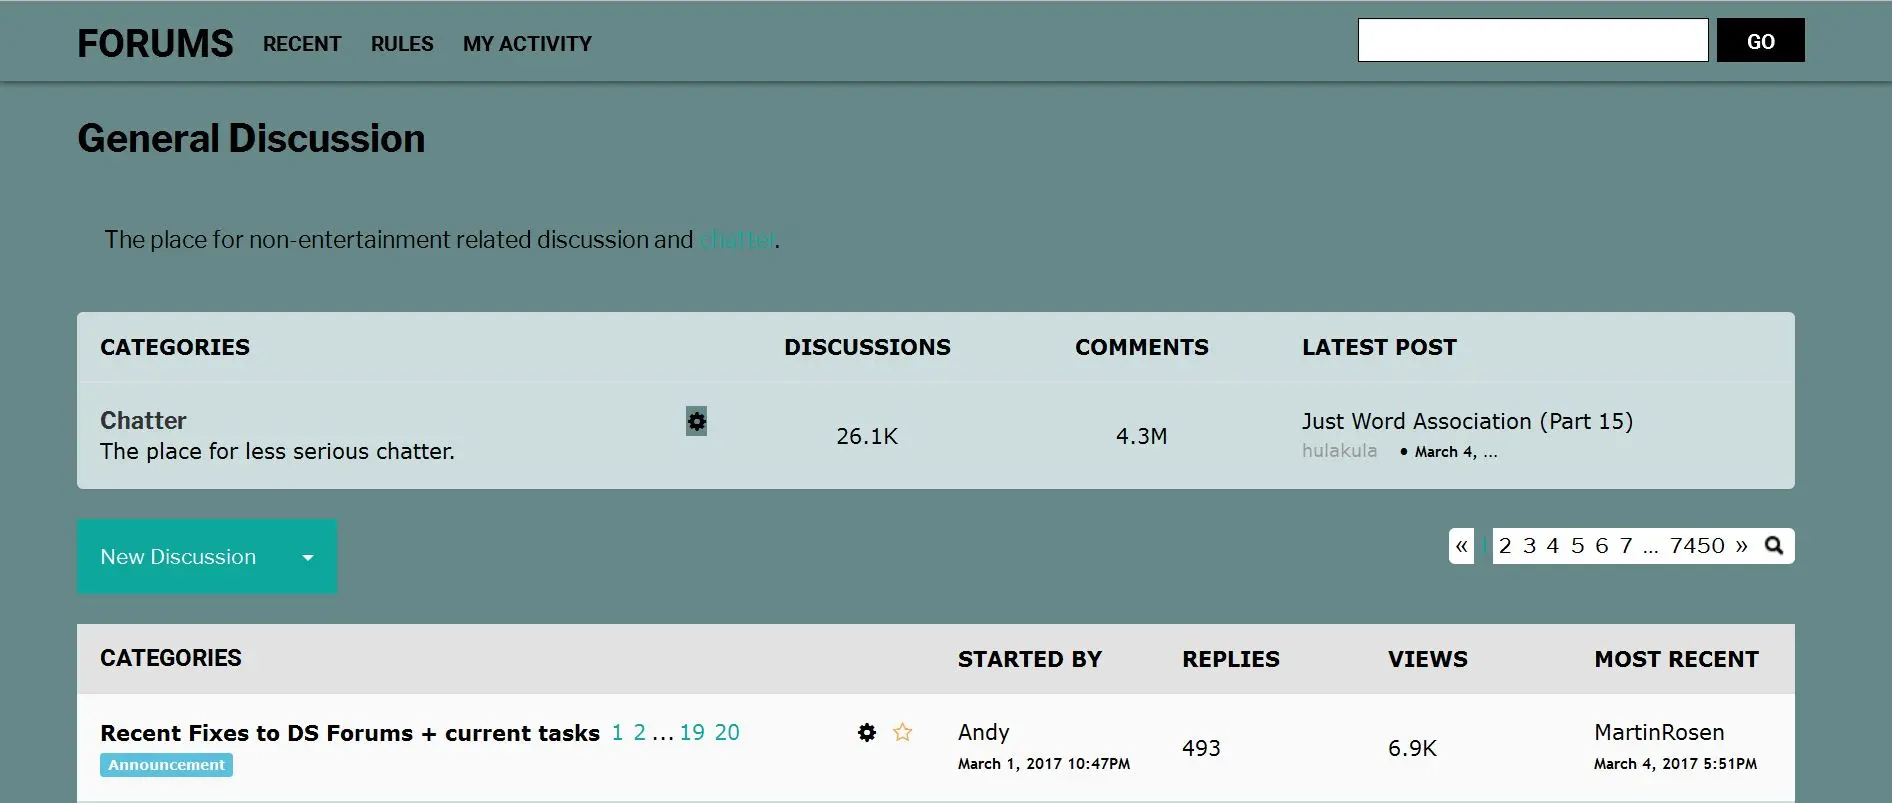 FORUMS RECENT RULES MY ACTIVITY GO
General Discussion
The place for non-entertainment related discussion and chatter.
CATEGORIES DISCUSSIONS COMMENTS LATEST POST
Chatter
The place for less serious chatter.
26.1K 4.3M
Just Word Association (Part 15)
hulakula • March 4, ...
New Discussion
« 1 2 3 4 5 6 7 ... 7450 »
CATEGORIES STARTED BY REPLIES VIEWS MOST RECENT
Recent Fixes to DS Forums + current tasks 1 2 ... 19 20
Announcement
Andy
March 1, 2017 10:47PM
493 6.9K
MartinRosen
March 4, 2017 5:51PM